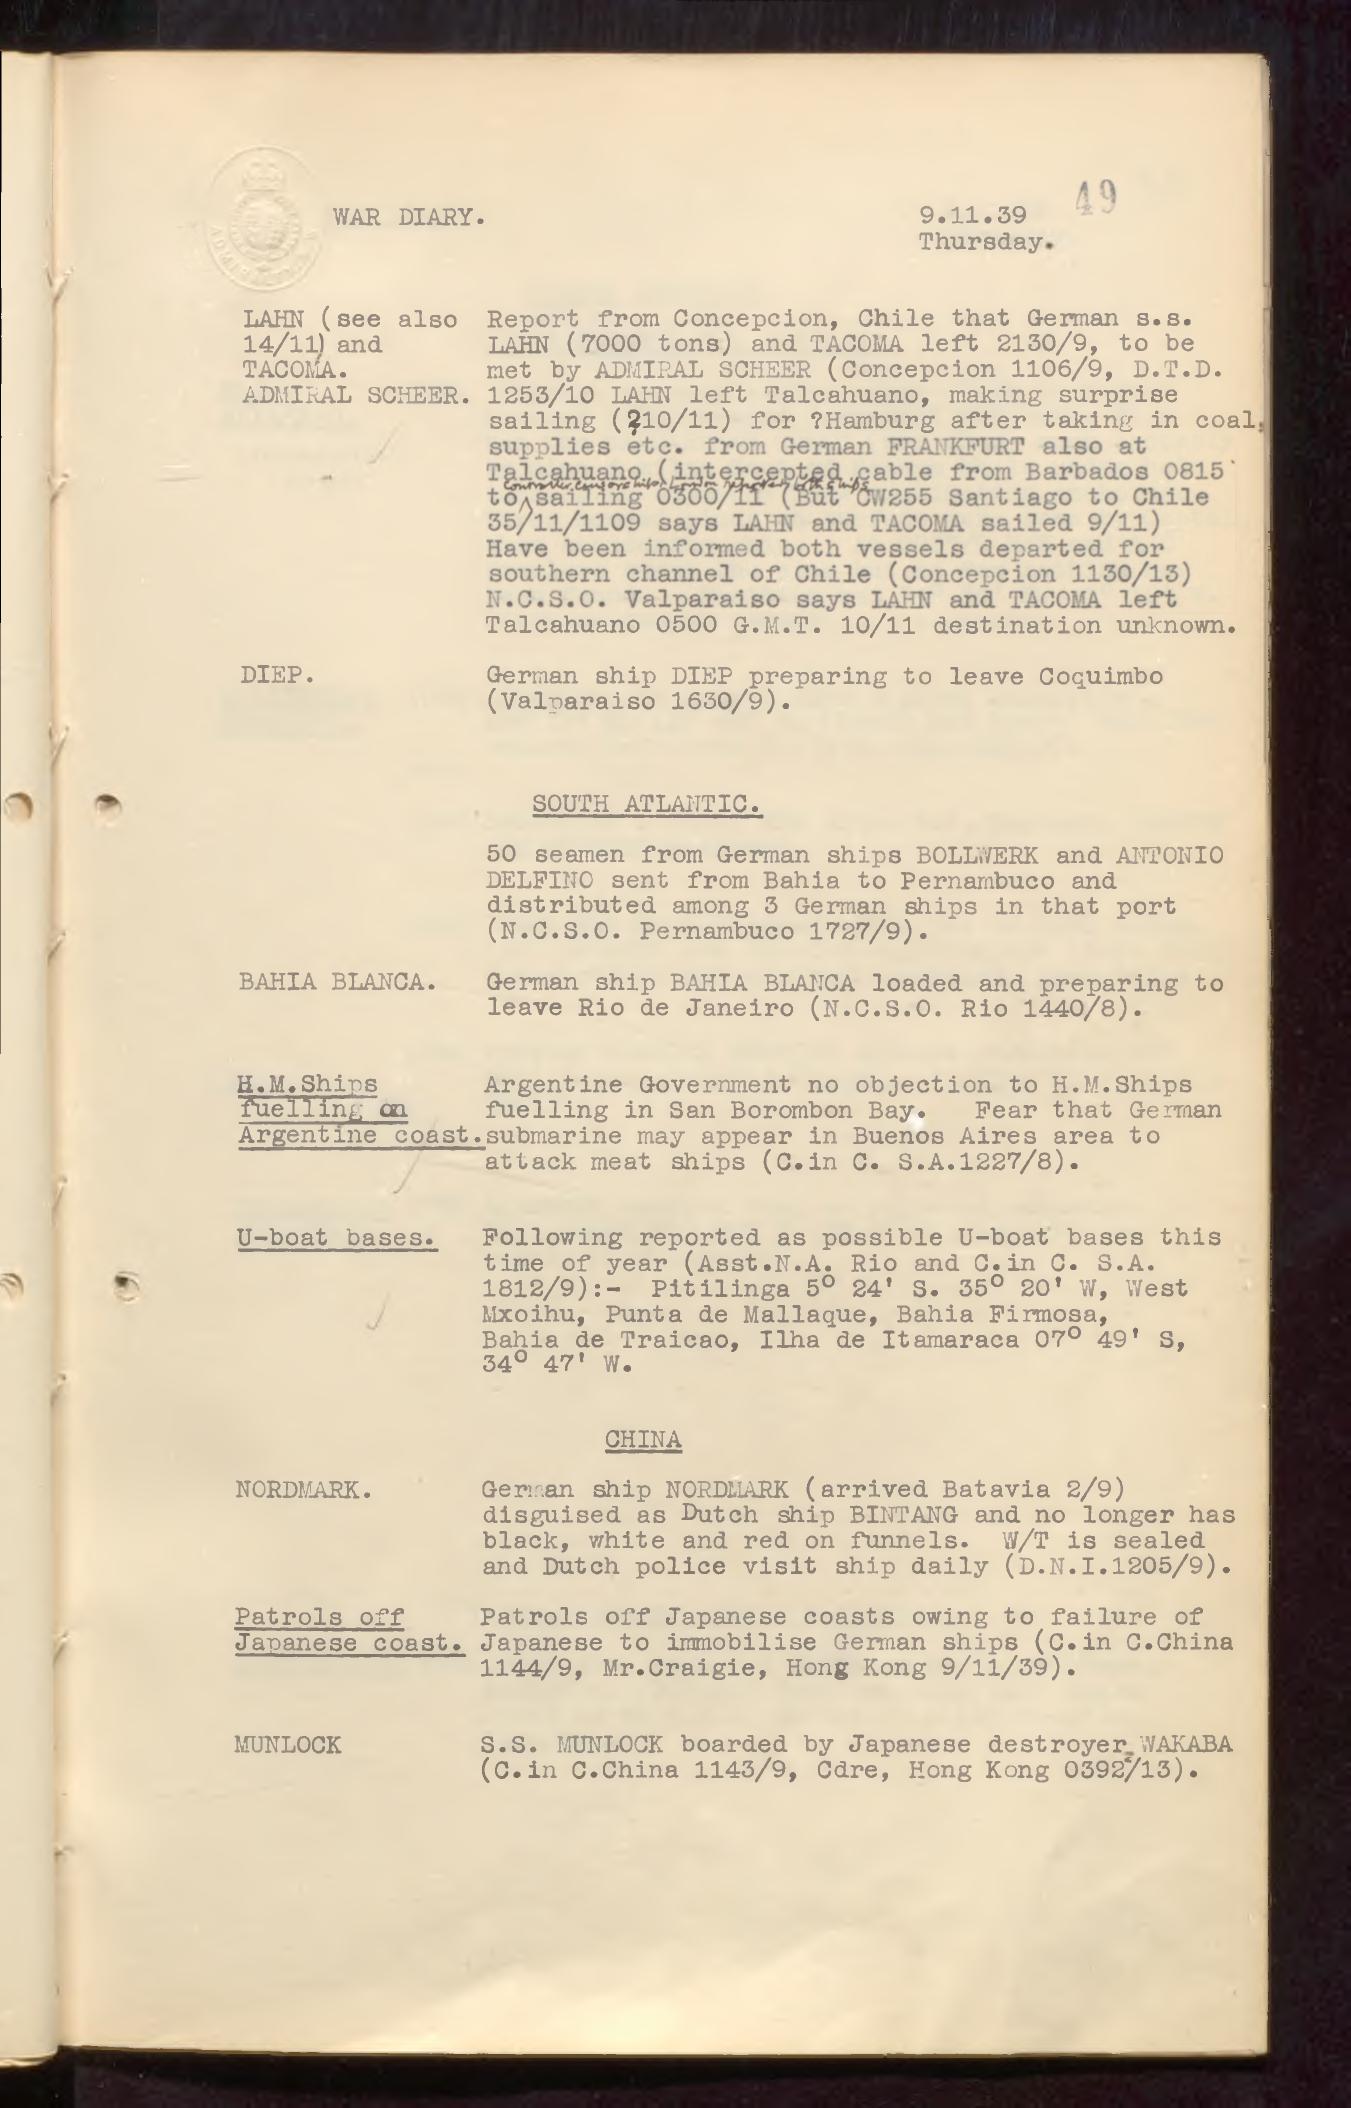 49
WAR DIARY. 9.11.39
Thursday.
LAHN (see also Report from Concepcion, Chile that German s.s.
14/11) and LAHN (7000 tons) and TACOMA left 2130/9, to be
TACOMA. met by ADMIRAL SCHEER (Concepcion 1106/9, D.T.D.
ADMIRAL SCHEER. 1253/10 LAHN left Talcahuano, making surprise
sailing (?10/11) for ?Hamburg after taking in coal,
supplies etc. from German FRANKFURT also at
Talcahuano (intercepted cable from Barbados 0815
both ships
to sailing 0300/11 (But CW255 Santiago to Chile
35/11/1109 says LAHN and TACOMA sailed 9/11)
Have been informed both vessels departed for
southern channel of Chile (Concepcion 1130/13)
N.C.S.O. Valparaiso says LAHN and TACOMA left
Talcahuano 0500 G.M.T. 10/11 destination unknown.
DIEP. German ship DIEP preparing to leave Coquimbo
(Valparaiso 1630/9).
SOUTH ATLANTIC.
50 seamen from German ships BOLLWERK and ANTONIO
DELFINO sent from Bahia to Pernambuco and
distributed among 3 German ships in that port
(N.C.S.O. Pernambuco 1727/9).
BAHIA BLANCA. German ship BAHIA BLANCA loaded and preparing to
leave Rio de Janeiro (N.C.S.O. Rio 1440/8).
H.M.Ships Argentine Government no objection to H.M.Ships
fuelling on fuelling in San Borombon Bay. Fear that German
Argentine coast. submarine may appear in Buenos Aires area to
attack meat ships (C.in C. S.A.1227/8).
U-boat bases. Following reported as possible U-boat bases this
time of year (Asst.N.A. Rio and C.in C. S.A.
1812/9):- Pitilinga 5° 24' S. 35° 20' W, West
Mxoihu, Punta de Mallaque, Bahia Firmosa,
Bahia de Traicao, Ilha de Itamaraca 07° 49' S,
34° 47' W.
CHINA
NORDMARK. German ship NORDMARK (arrived Batavia 2/9)
disguised as Dutch ship BINTANG and no longer has
black, white and red on funnels. W/T is sealed
and Dutch police visit ship daily (D.N.I.1205/9).
Patrols off Patrols off Japanese coasts owing to failure of
Japanese coast. Japanese to immobilise German ships (C.in C.China
1144/9, Mr.Craigie, Hong Kong 9/11/39).
MUNLOCK S.S. MUNLOCK boarded by Japanese destroyer WAKABA
(C.in C.China 1143/9, Cdre, Hong Kong 0392/13).